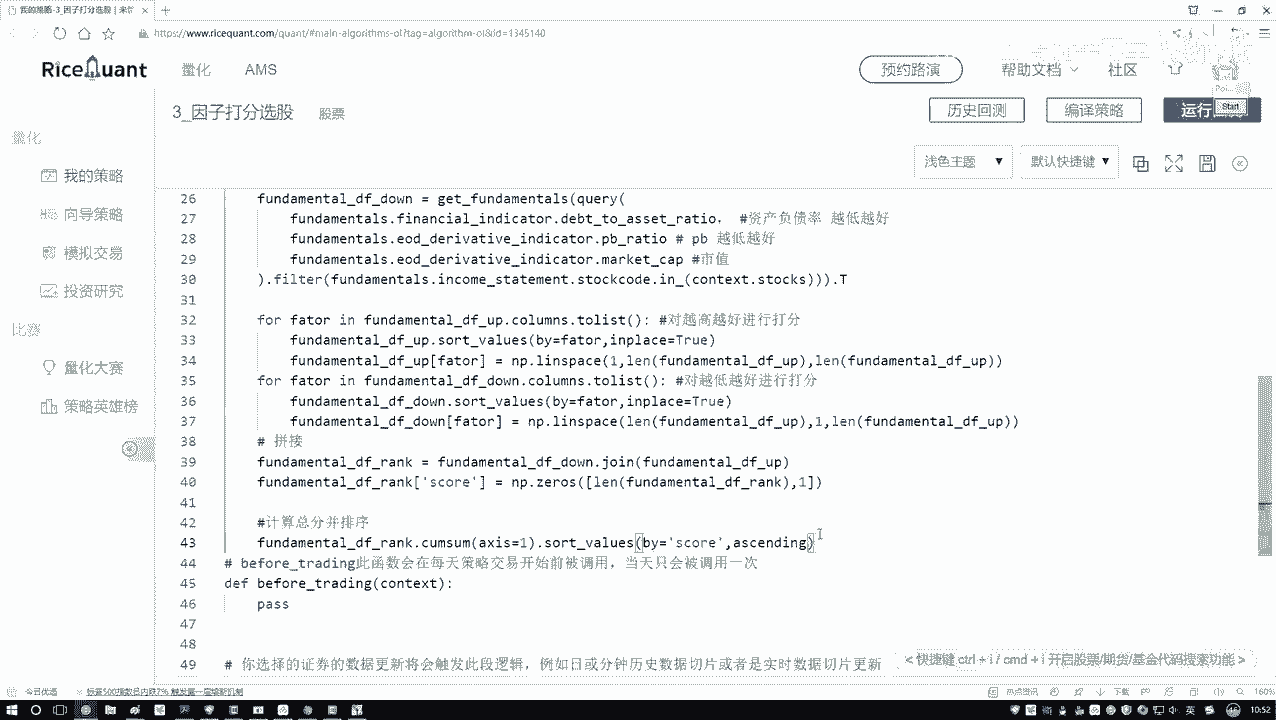 我的策略-3_因子打分选股
https://www.ricequant.com/quant/#main-algorithms-ol?tag=algorithm-ol&id=1345140
RiceQuant 量化 AMS 预约路演 帮助文档 社区
3_因子打分选股 股票 历史回测 编译策略 运行 Start
量化
浅色主题 默认快捷键
我的策略
向导策略
模拟交易
投资研究
比赛
量化大赛
策略英雄榜
26 fundamental_df_down = get_fundamentals(query(
27 fundamentals.financial_indicator.debt_to_asset_ratio， #资产负债率 越低越好
28 fundamentals.eod_derivative_indicator.pb_ratio # pb 越低越好
29 fundamentals.eod_derivative_indicator.market_cap #市值
30 ).filter(fundamentals.income_statement.stockcode.in_(context.stocks))).T
31
32 for fator in fundamental_df_up.columns.tolist(): #对越高越好进行打分
33 fundamental_df_up.sort_values(by=fator,inplace=True)
34 fundamental_df_up[fator] = np.linspace(1,len(fundamental_df_up),len(fundamental_df_up))
35 for fator in fundamental_df_down.columns.tolist(): #对越低越好进行打分
36 fundamental_df_down.sort_values(by=fator,inplace=True)
37 fundamental_df_down[fator] = np.linspace(len(fundamental_df_up),1,len(fundamental_df_up))
38 # 拼接
39 fundamental_df_rank = fundamental_df_down.join(fundamental_df_up)
40 fundamental_df_rank['score'] = np.zeros([len(fundamental_df_rank),1])
41
42 #计算总分并排序
43 fundamental_df_rank.cumsum(axis=1).sort_values(by='score',ascending)
44 # before_trading此函数会在每天策略交易开始前被调用，当天只会被调用一次
45 def before_trading(context):
46 pass
47
48
49 # 你选择的证券的数据更新将会触发此段逻辑，例如日或分钟历史数据切片或者是实时数据切片更新
< 快捷键 ctrl + i / cmd + i 开启股票/期货/基金代码搜索功能 >
今日优选 热点资讯 下载 160%
英 10:52